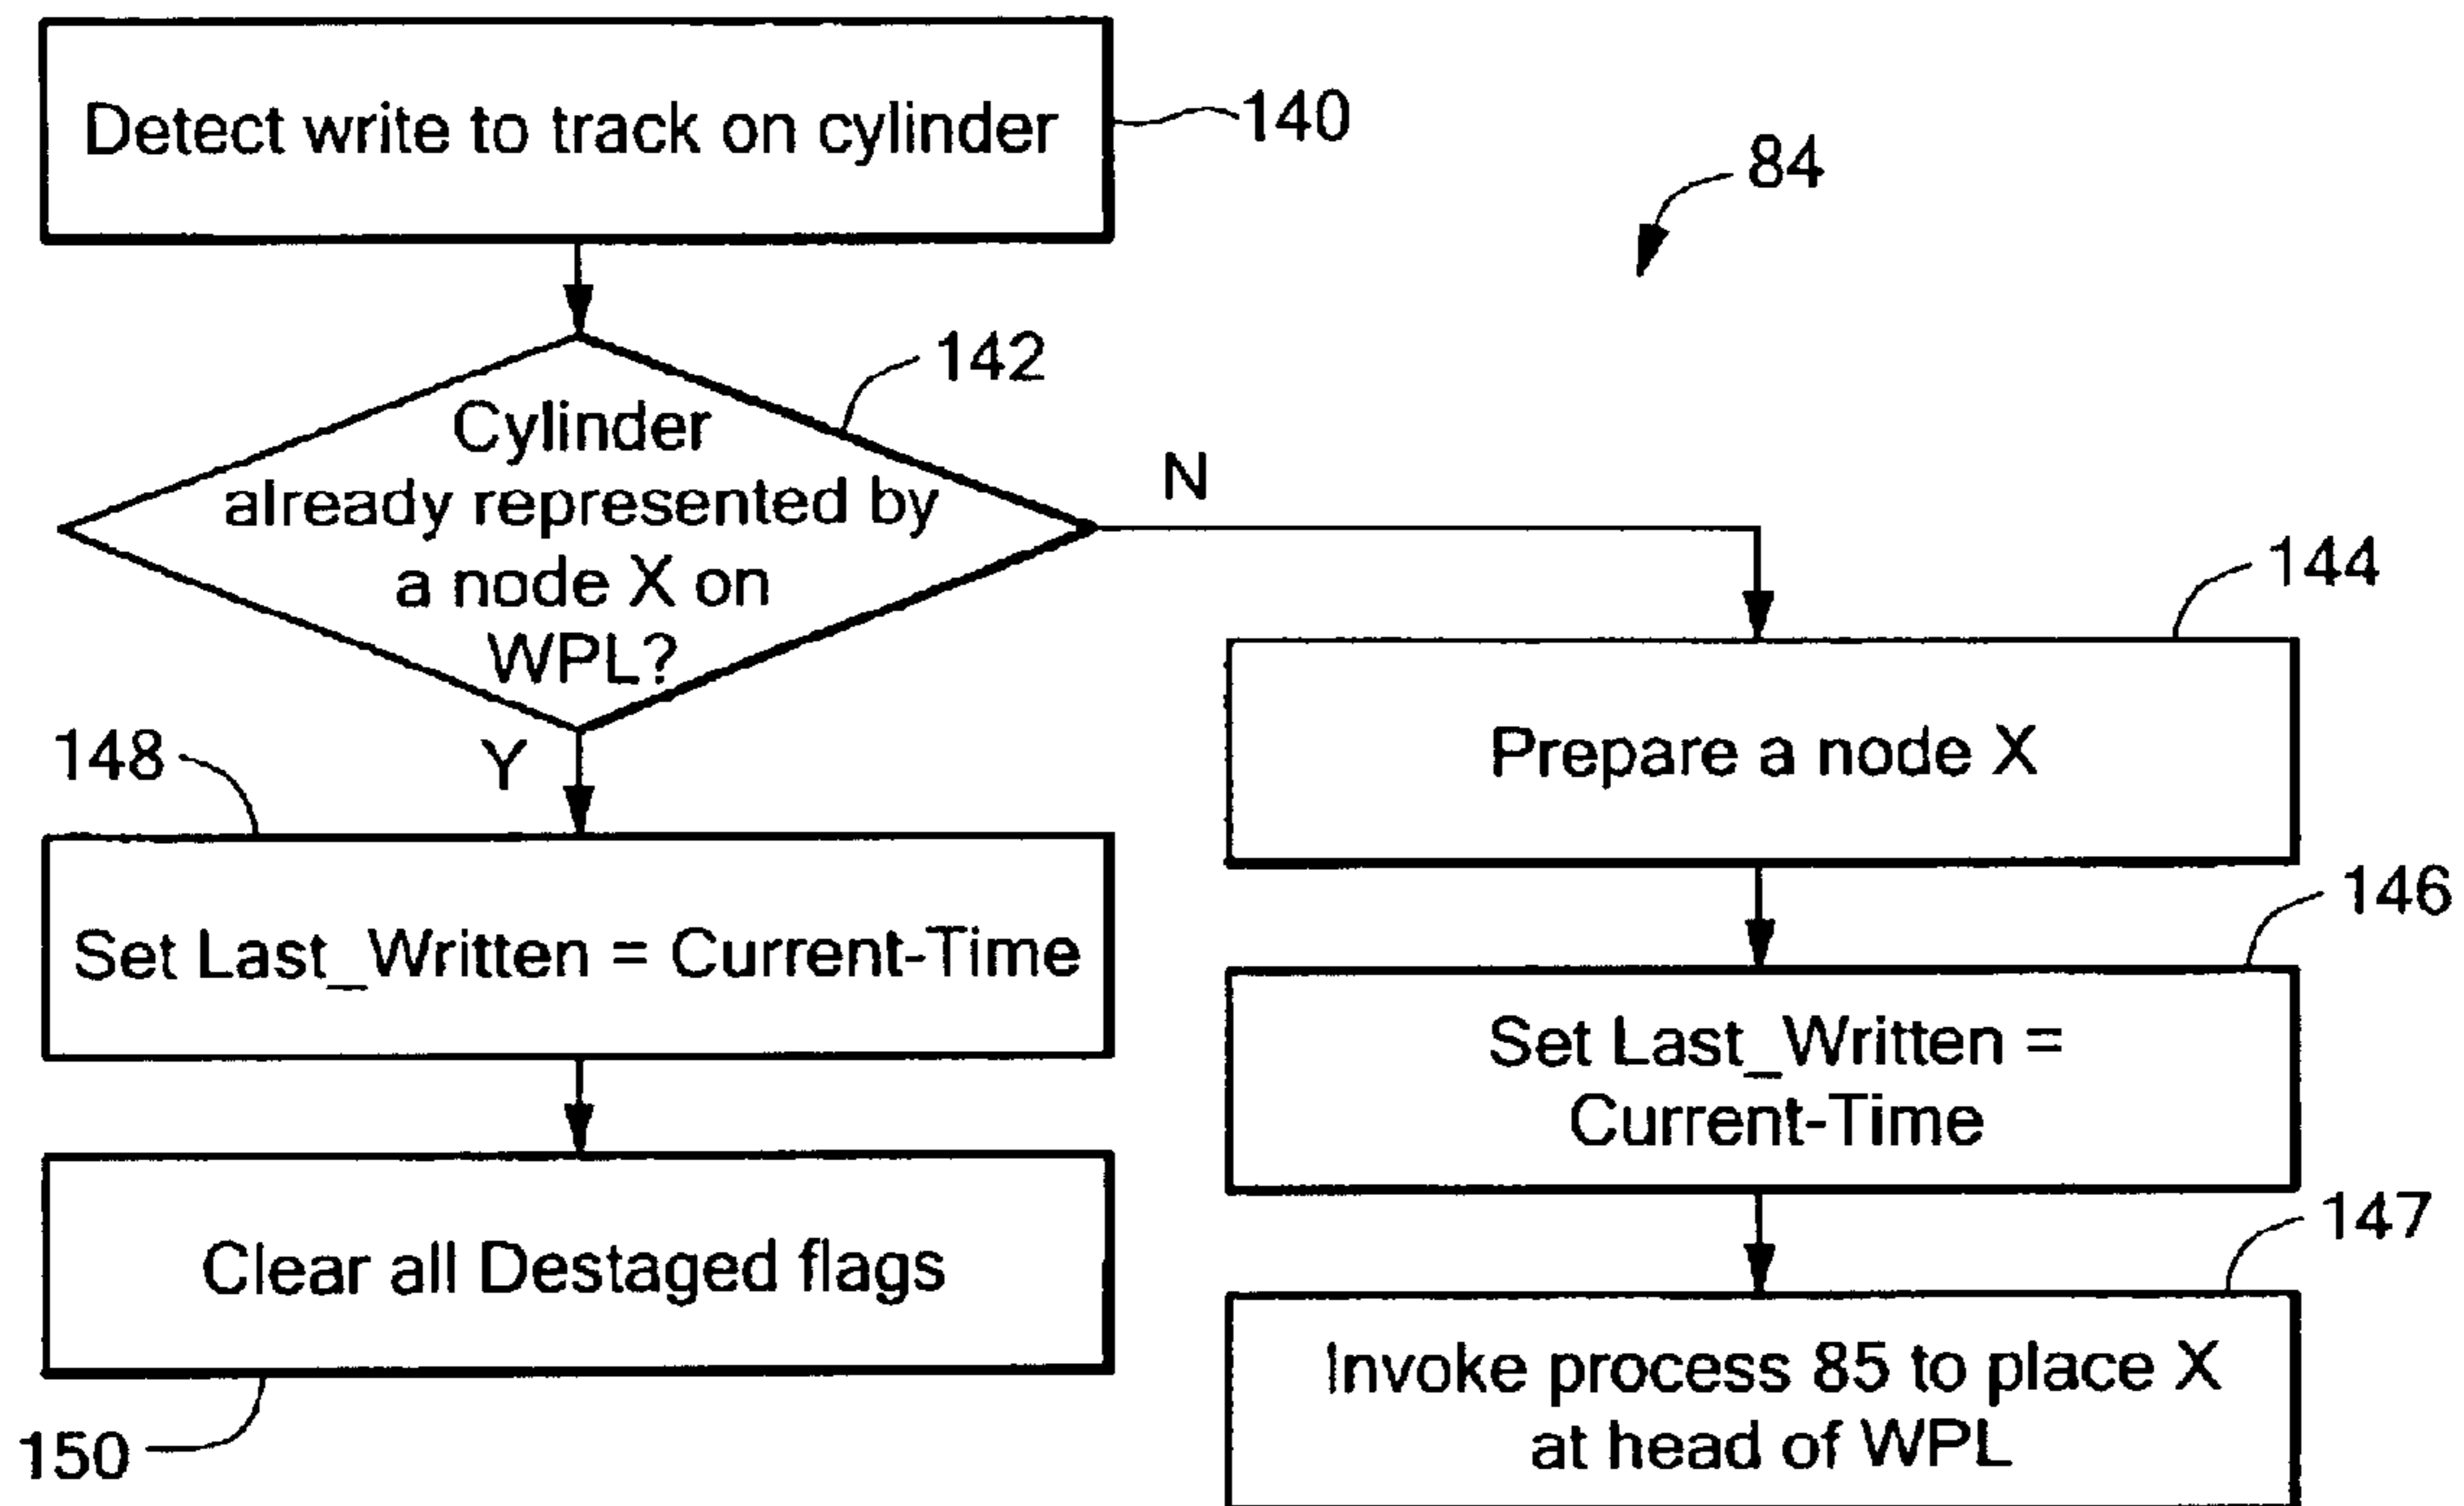 Detect write to track on cylinder
140
84
142
Cylinder
already represented by
a node X on
WPL?
N
Y
144
Prepare a node X
148
Set Last_Written = Current-Time
146
Set Last_Written =
Current-Time
Clear all Destaged flags
150
147
Invoke process 85 to place X
at head of WPL